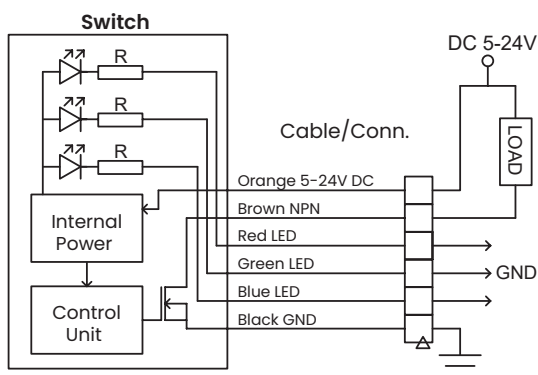 Switch
DC 5-24V
R
R
R
Cable/Conn.
LOAD
Orange 5-24V DC
Brown NPN
Red LED
Green LED
GND
Blue LED
Black GND
Internal
Power
Control
Unit